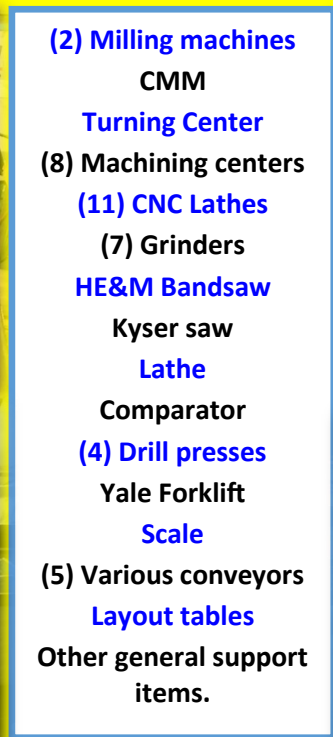 (2) Milling machines
CMM
Turning Center
(8) Machining centers
(11) CNC Lathes
(7) Grinders
HE&M Bandsaw
Kyser saw
Lathe
Comparator
(4) Drill presses
Yale Forklift
Scale
(5) Various conveyors
Layout tables
Other general support
items.